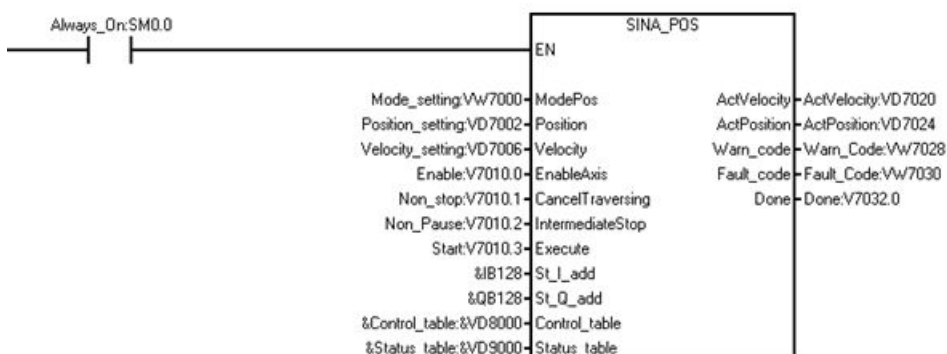 Always_On:SM0.0
SINA_POS
EN
Mode_setting:VW7000 ModePos ActVelocity ActVelocity:VD7020
Position_setting:VD7002 Position ActPosition ActPosition:VD7024
Velocity_setting:VD7006 Velocity Warn_code Warn_Code:VW7028
Enable:V7010.0 EnableAxis Fault_code Fault_Code:VW7030
Non_stop:V7010.1 CancelTraversing Done Done:V7032.0
Non_Pause:V7010.2 IntermediateStop
Start:V7010.3 Execute
&IB128 St_I_add
&QB128 St_Q_add
&Control_table:&VD8000 Control_table
&Status_table:&VD9000 Status_table